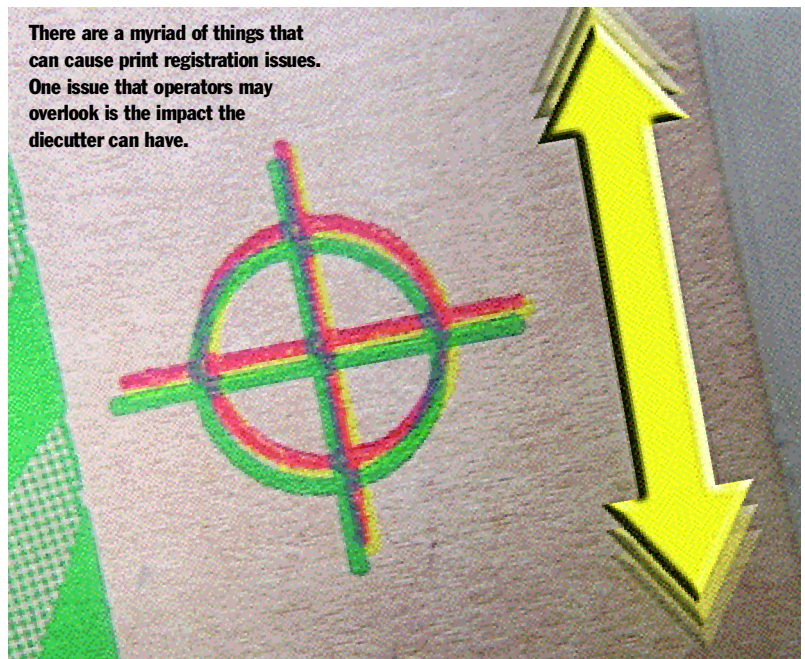 There are a myriad of things that
can cause print registration issues.
One issue that operators may
overlook is the impact the
diecutter can have.